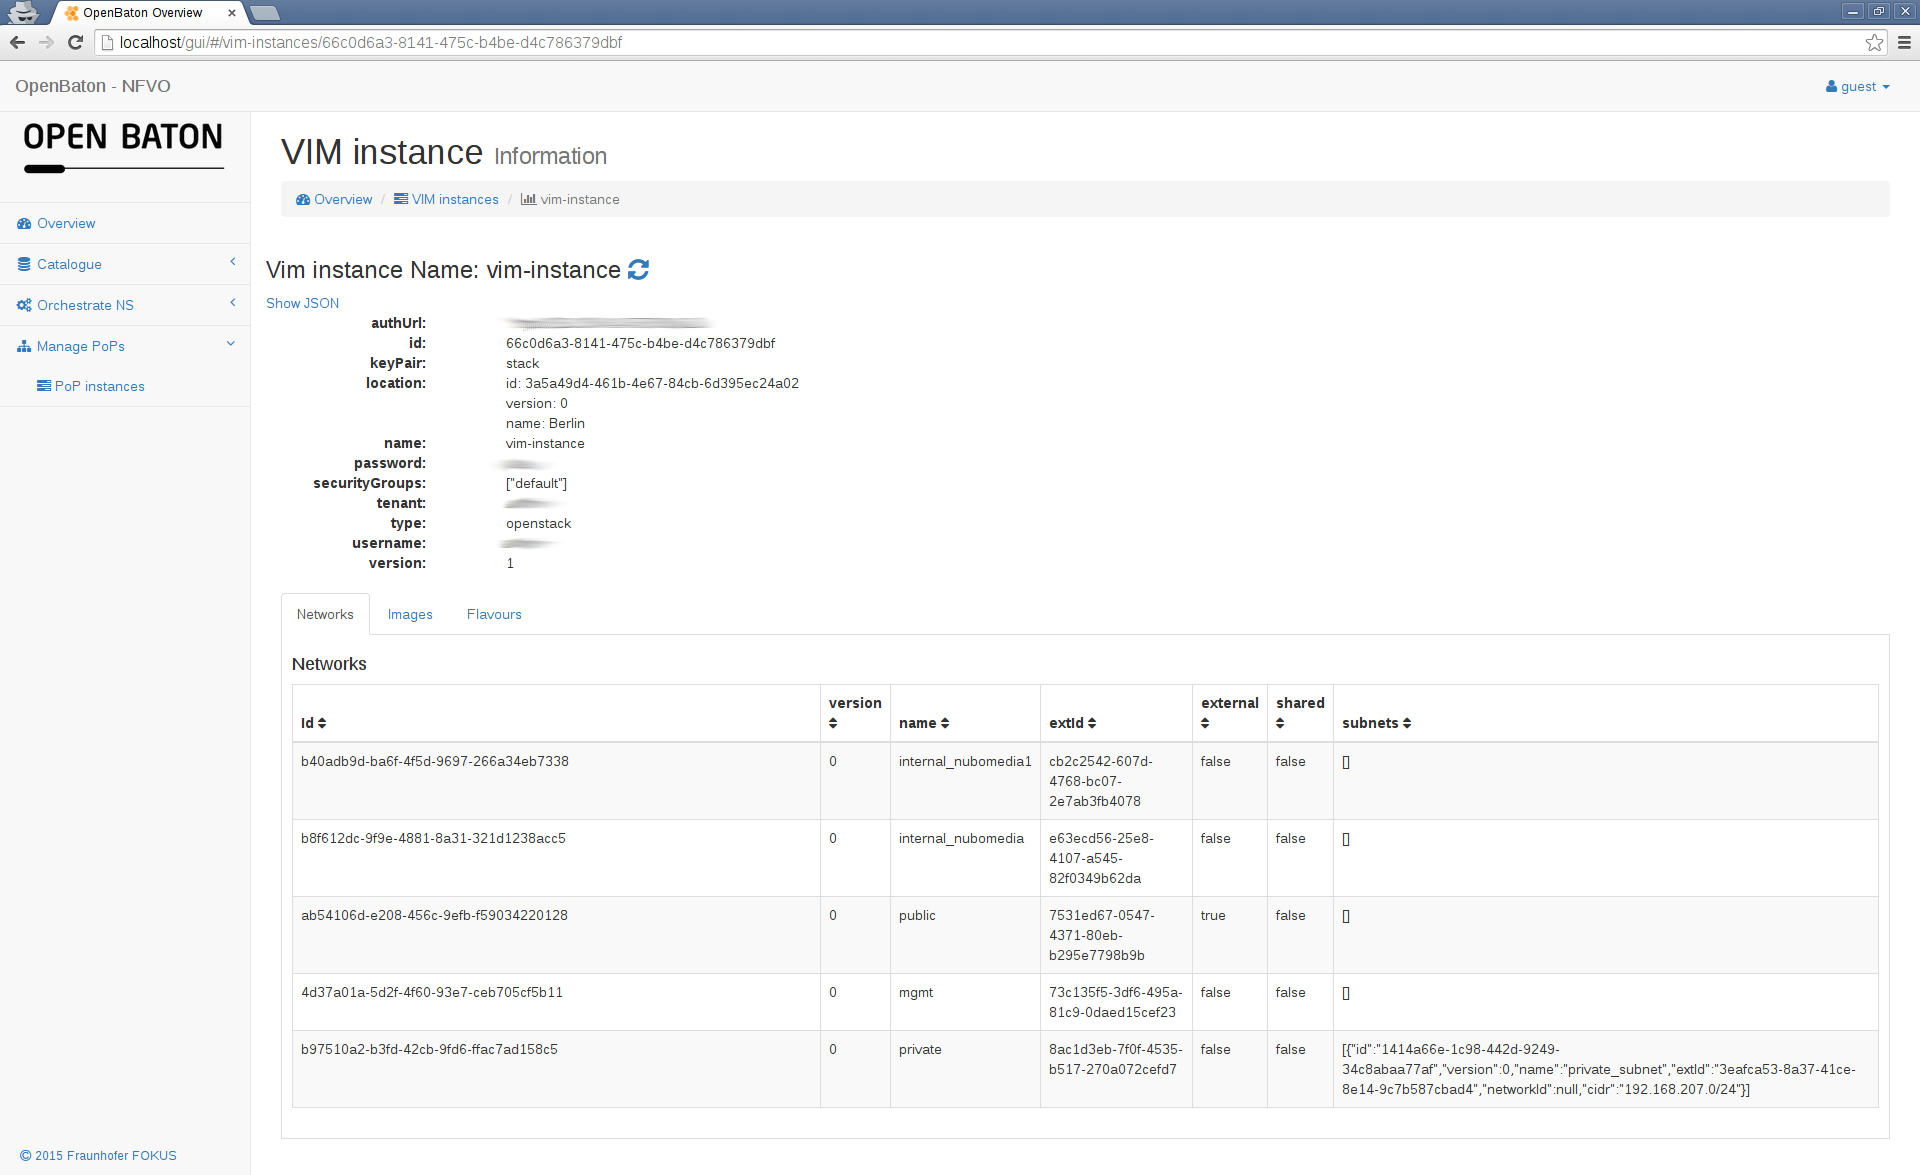 OpenBaton Overview
localhost/gui/#/vim-instances/66c0d6a3-8141-475c-b4be-d4c786379dbf
OpenBaton - NFVO
guest
OPEN BATON
Overview
Catalogue
Orchestrate NS
Manage PoPs
PoP instances
VIM instance Information
Overview / VIM instances / vim-instance
Vim instance Name: vim-instance
Show JSON
authUrl:
id: 66c0d6a3-8141-475c-b4be-d4c786379dbf
keyPair: stack
location: id: 3a5a49d4-461b-4e67-84cb-6d395ec24a02
version: 0
name: Berlin
name: vim-instance
password:
securityGroups: ["default"]
tenant:
type: openstack
username:
version: 1
Networks Images Flavours
Networks
id version name extId external shared subnets
b40adb9d-ba6f-4f5d-9697-266a34eb7338 0 internal_nubomedia1 cb2c2542-607d- false false []
4768-bc07-
2e7ab3fb4078
b8f612dc-9f9e-4881-8a31-321d1238acc5 0 internal_nubomedia e63ecd56-25e8- false false []
4107-a545-
82f0349b62da
ab54106d-e208-456c-9efb-f59034220128 0 public 7531ed67-0547- true false []
4371-80eb-
b295e7798b9b
4d37a01a-5d2f-4f60-93e7-ceb705cf5b11 0 mgmt 73c135f5-3df6-495a- false false []
81c9-0daed15cef23
b97510a2-b3fd-42cb-9fd6-ffac7ad158c5 0 private 8ac1d3eb-7f0f-4535- false false [{"id":"1414a66e-1c98-442d-9249-
b517-270a072cefd7 34c8abaa77af","version":0,"name":"private_subnet","extId":"3eafca53-8a37-41ce-
8e14-9c7b587cbad4","networkId":null,"cidr":"192.168.207.0/24"}]
© 2015 Fraunhofer FOKUS